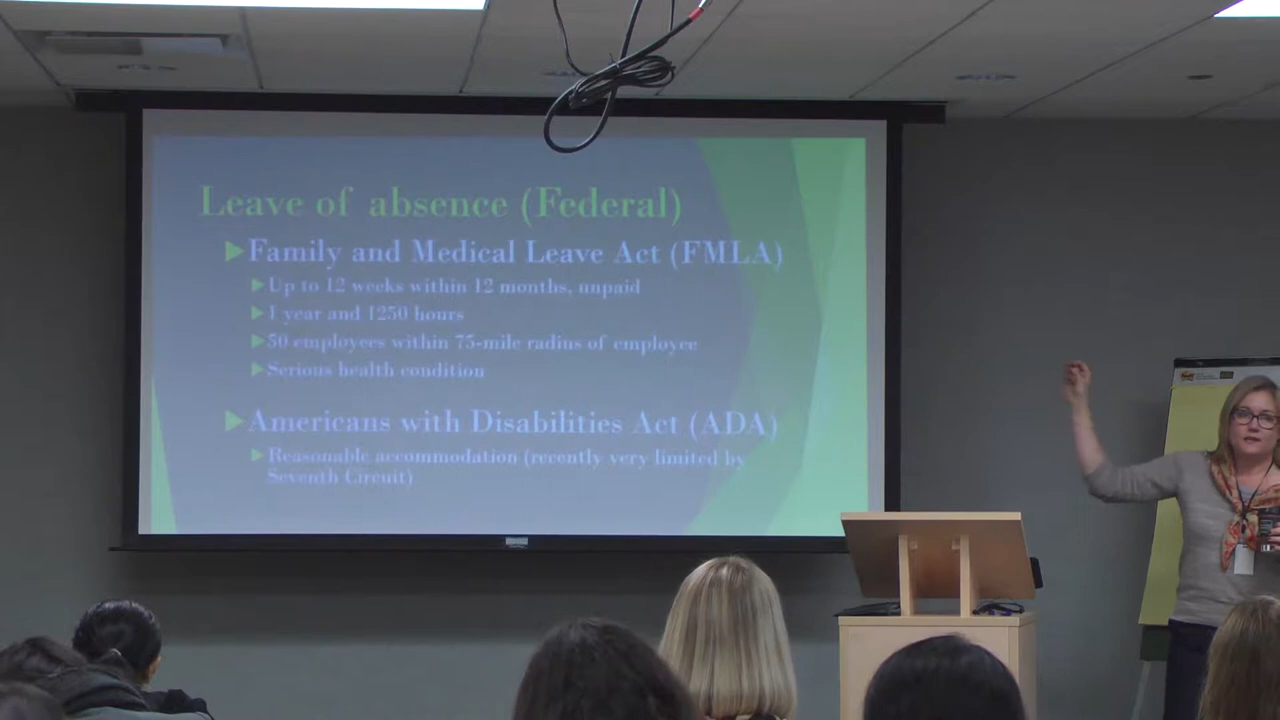 Leave of absence (Federal)
Family and Medical Leave Act (FMLA)
Up to 12 weeks within 12 months, unpaid
1 year and 1250 hours
50 employees within 75-mile radius of employee
Serious health condition
Americans with Disabilities Act (ADA)
Reasonable accommodation (recently very limited by
Seventh Circuit)